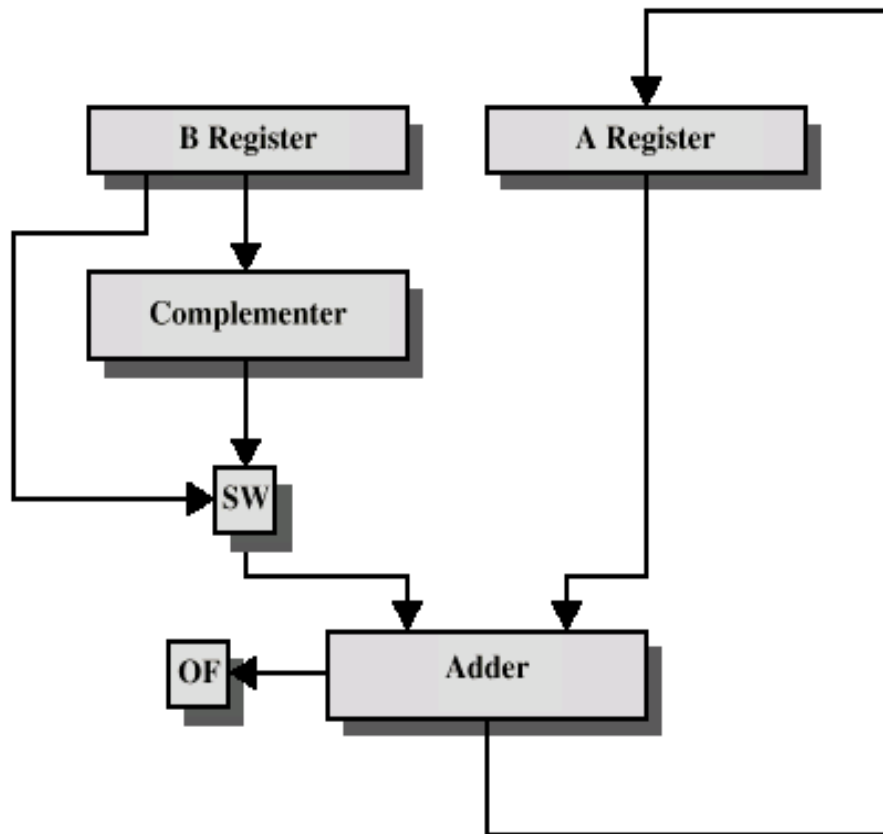 B Register
A Register
Complementer
SW
OF
Adder